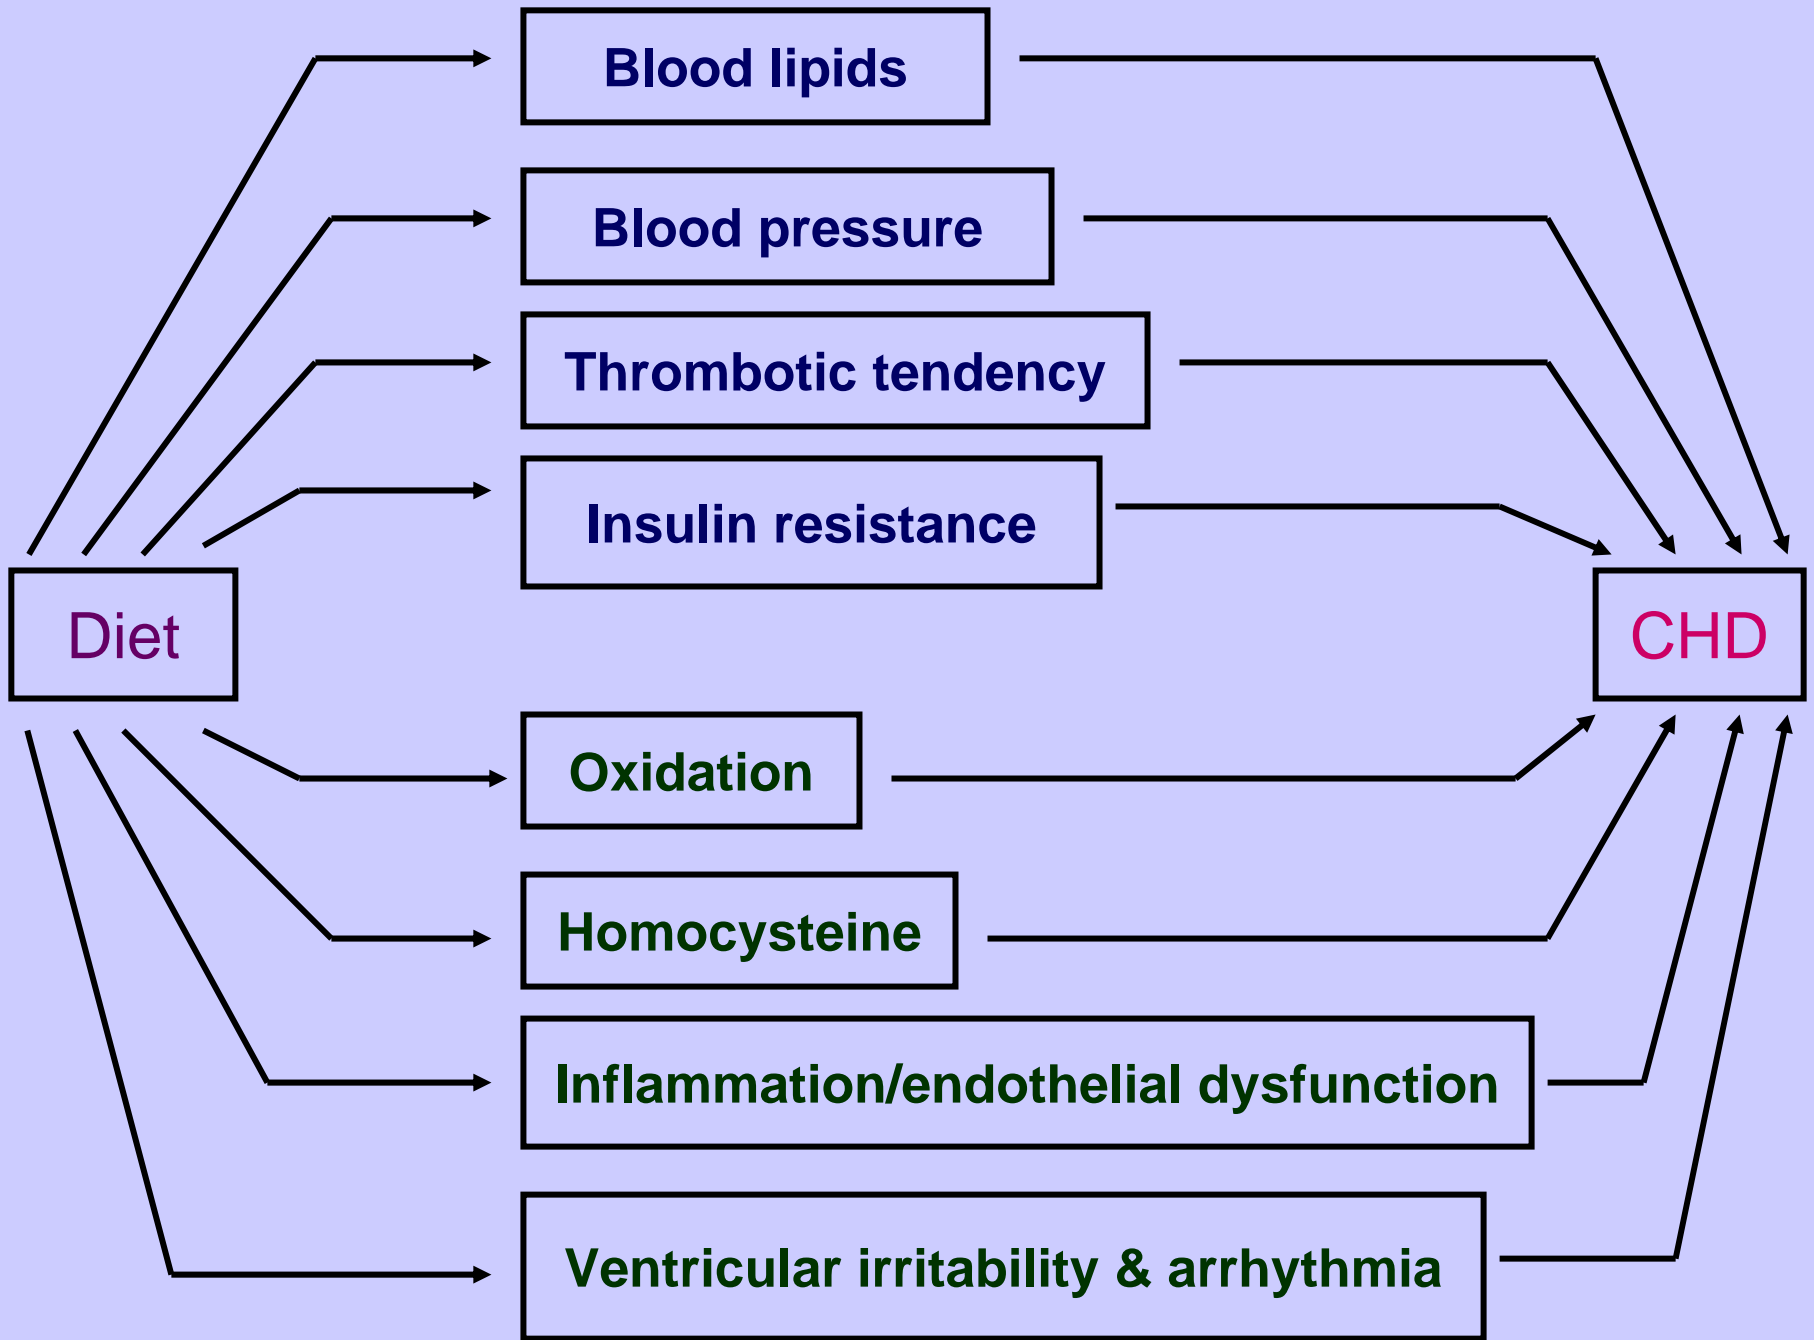 Blood lipids
Blood pressure
Thrombotic tendency
Insulin resistance
Diet
CHD
Oxidation
Homocysteine
Inflammation/endothelial dysfunction
Ventricular irritability & arrhythmia